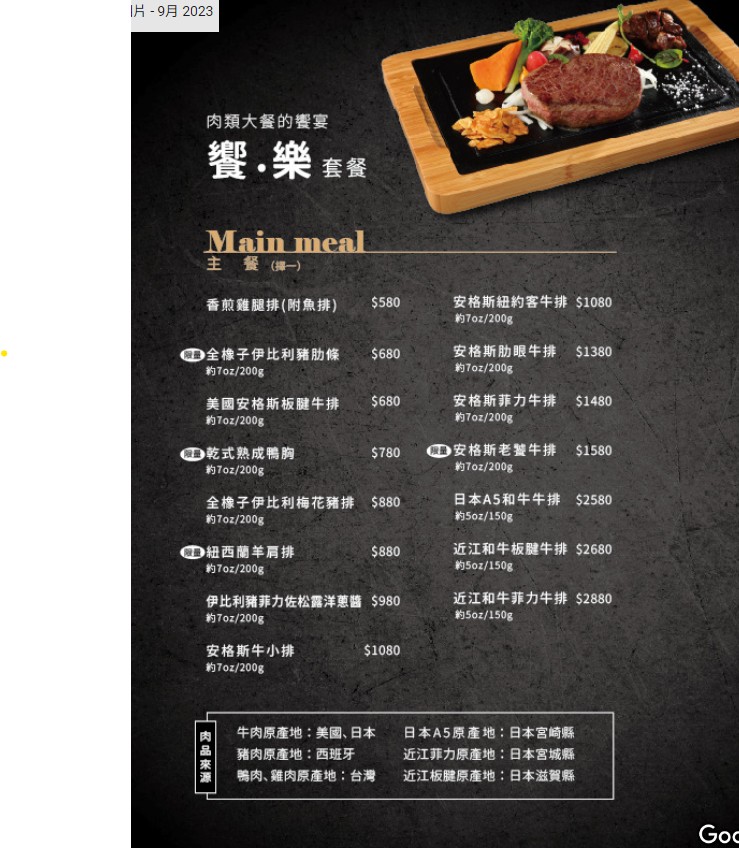 片 - 9月 2023
肉類大餐的饗宴
饗．樂 套餐
Main meal
主 餐 (擇一)
香煎雞腿排(附魚排) $580
限量 全橡子伊比利豬肋條 $680
約7oz/200g
美國安格斯板腱牛排 $680
約7oz/200g
限量 乾式熟成鴨胸 $780
約7oz/200g
全橡子伊比利梅花豬排 $880
約7oz/200g
限量 紐西蘭羊肩排 $880
約7oz/200g
伊比利豬菲力佐松露洋蔥醬 $980
約7oz/200g
安格斯牛小排 $1080
約7oz/200g
安格斯紐約客牛排 $1080
約7oz/200g
安格斯肋眼牛排 $1380
約7oz/200g
安格斯菲力牛排 $1480
約7oz/200g
限量 安格斯老饕牛排 $1580
約7oz/200g
日本A5和牛牛排 $2580
約5oz/150g
近江和牛板腱牛排 $2680
約5oz/150g
近江和牛菲力牛排 $2880
約5oz/150g
肉品來源
牛肉原產地：美國、日本
豬肉原產地：西班牙
鴨肉、雞肉原產地：台灣
日本A5原產地：日本宮崎縣
近江菲力原產地：日本宮城縣
近江板腱原產地：日本滋賀縣
Goo